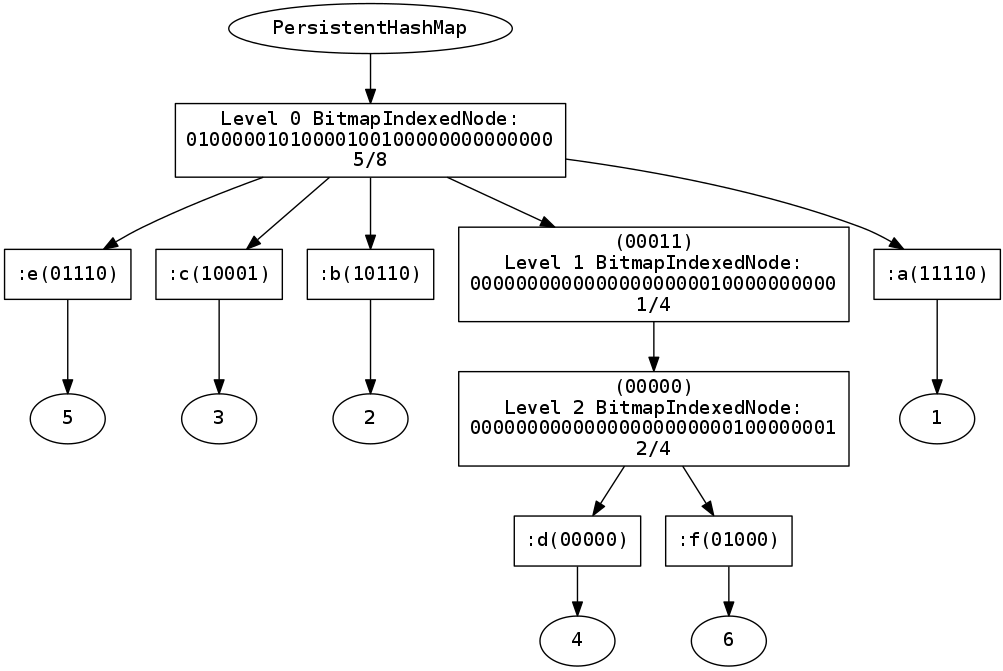 PersistentHashMap
Level 0 BitmapIndexedNode:
01000001010000100100000000000000
5/8
:e(01110)
:c(10001)
:b(10110)
(00011)
Level 1 BitmapIndexedNode:
00000000000000000000010000000000
1/4
:a(11110)
5
3
2
(00000)
Level 2 BitmapIndexedNode:
00000000000000000000000100000001
2/4
1
:d(00000)
:f(01000)
4
6